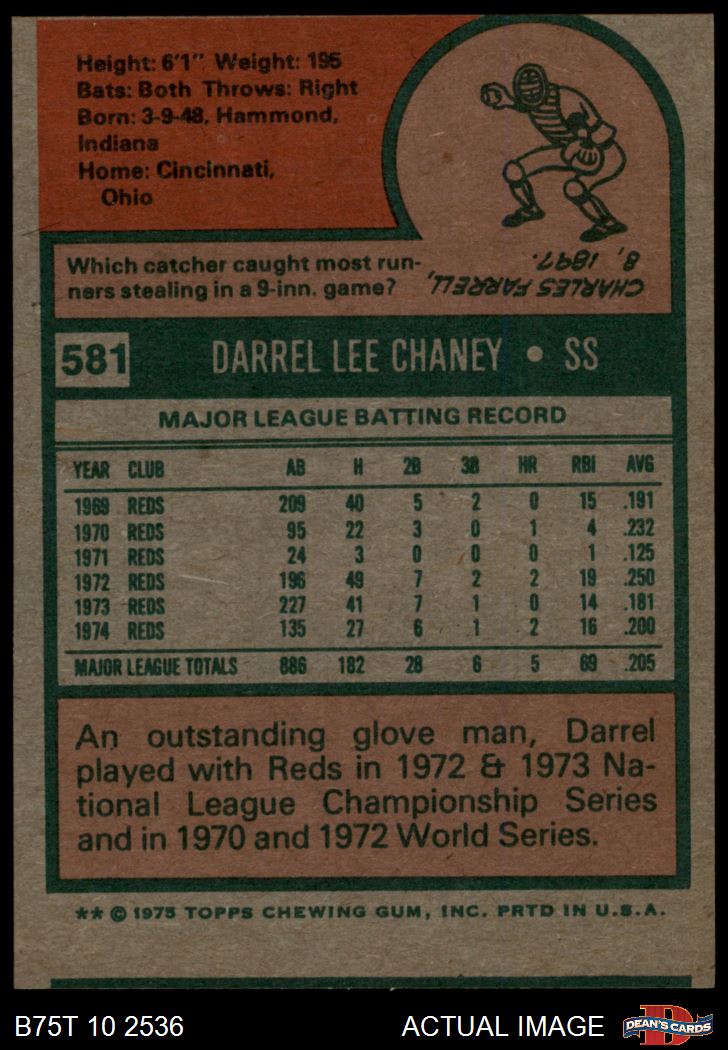 Height: 6'1" Weight: 195
Bats: Both Throws: Right
Born: 3-9-48, Hammond,
Indiana
Home: Cincinnati,
Ohio
Which catcher caught most run-
ners stealing in a 9-inn. game?
CHARLES FARRELL,
8, 1897.
581 DARREL LEE CHANEY • SS
MAJOR LEAGUE BATTING RECORD
YEAR CLUB AB H 2B 3B HR RBI AVG
1969 REDS 209 40 5 2 0 15 .191
1970 REDS 95 22 3 0 1 4 .232
1971 REDS 24 3 0 0 0 1 .125
1972 REDS 196 49 7 2 2 19 .250
1973 REDS 227 41 7 1 0 14 .181
1974 REDS 135 27 6 1 2 16 .200
MAJOR LEAGUE TOTALS 886 182 28 6 5 69 .205
An outstanding glove man, Darrel
played with Reds in 1972 & 1973 Na-
tional League Championship Series
and in 1970 and 1972 World Series.
** © 1975 TOPPS CHEWING GUM, INC. PRTD IN U.S.A.
B75T 10 2536 ACTUAL IMAGE
D
DEAN'S CARDS